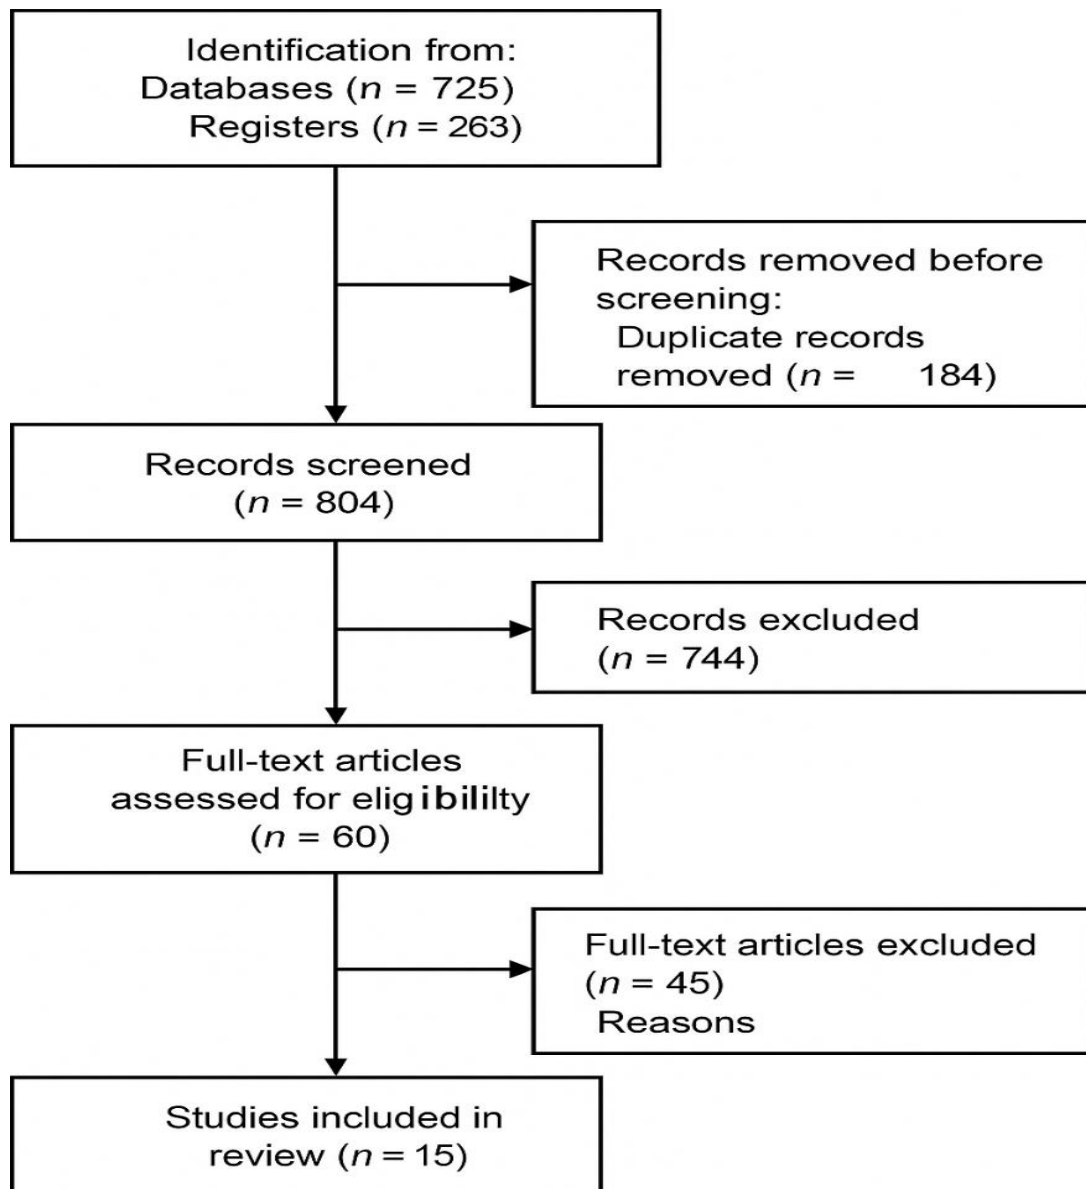 Identification from:
Databases (n = 725)
Registers (n = 263)
Records removed before
screening:
Duplicate records
removed (n = 184)
Records screened
(n = 804)
Records excluded
(n = 744)
Full-text articles
assessed for eligibililty
(n = 60)
Full-text articles excluded
(n = 45)
Reasons
Studies included in
review (n = 15)